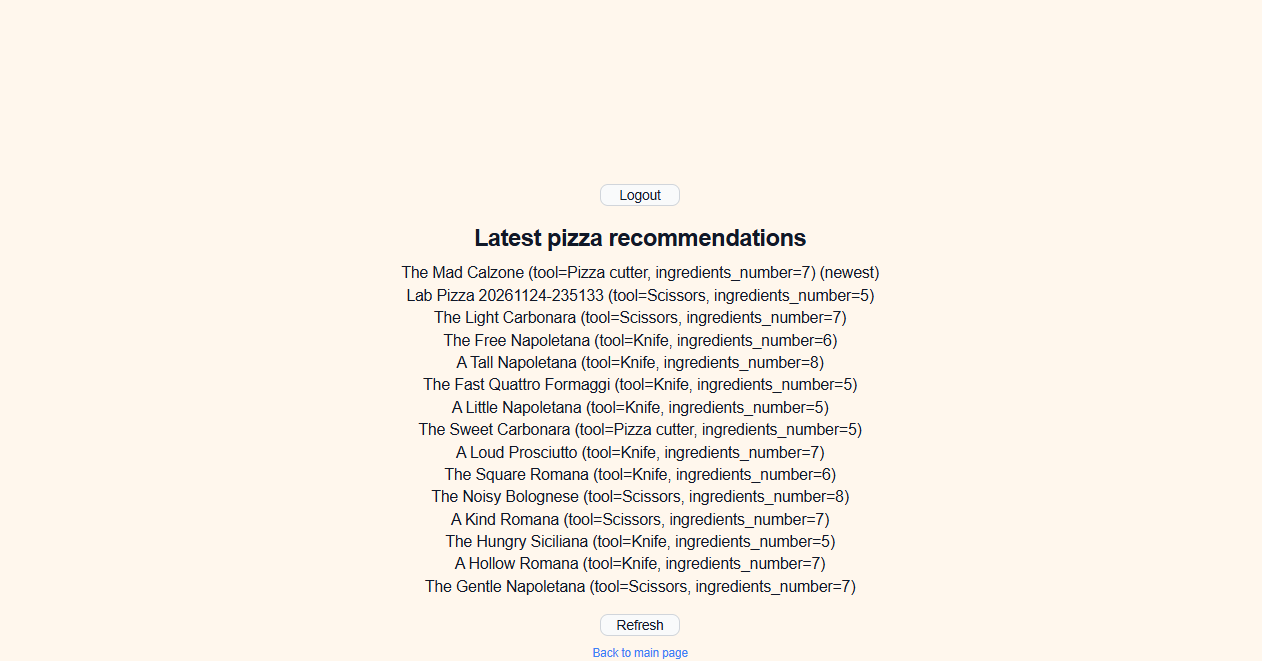 Logout
Latest pizza recommendations
The Mad Calzone (tool=Pizza cutter, ingredients_number=7) (newest)
Lab Pizza 20261124-235133 (tool=Scissors, ingredients_number=5)
The Light Carbonara (tool=Scissors, ingredients_number=7)
The Free Napoletana (tool=Knife, ingredients_number=6)
A Tall Napoletana (tool=Knife, ingredients_number=8)
The Fast Quattro Formaggi (tool=Knife, ingredients_number=5)
A Little Napoletana (tool=Knife, ingredients_number=5)
The Sweet Carbonara (tool=Pizza cutter, ingredients_number=5)
A Loud Prosciutto (tool=Knife, ingredients_number=7)
The Square Romana (tool=Knife, ingredients_number=6)
The Noisy Bolognese (tool=Scissors, ingredients_number=8)
A Kind Romana (tool=Scissors, ingredients_number=7)
The Hungry Siciliana (tool=Knife, ingredients_number=5)
A Hollow Romana (tool=Knife, ingredients_number=7)
The Gentle Napoletana (tool=Scissors, ingredients_number=7)
Refresh
Back to main page